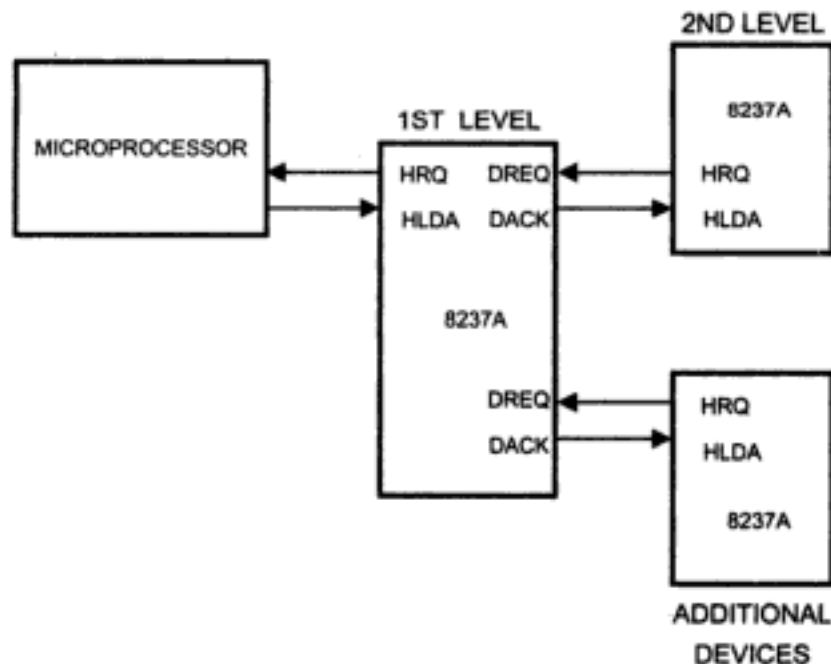 2ND LEVEL
8237A
HRQ
HLDA
MICROPROCESSOR
1ST LEVEL
HRQ DREQ
HLDA DACK
8237A
DREQ
DACK
HRQ
HLDA
8237A
ADDITIONAL
DEVICES